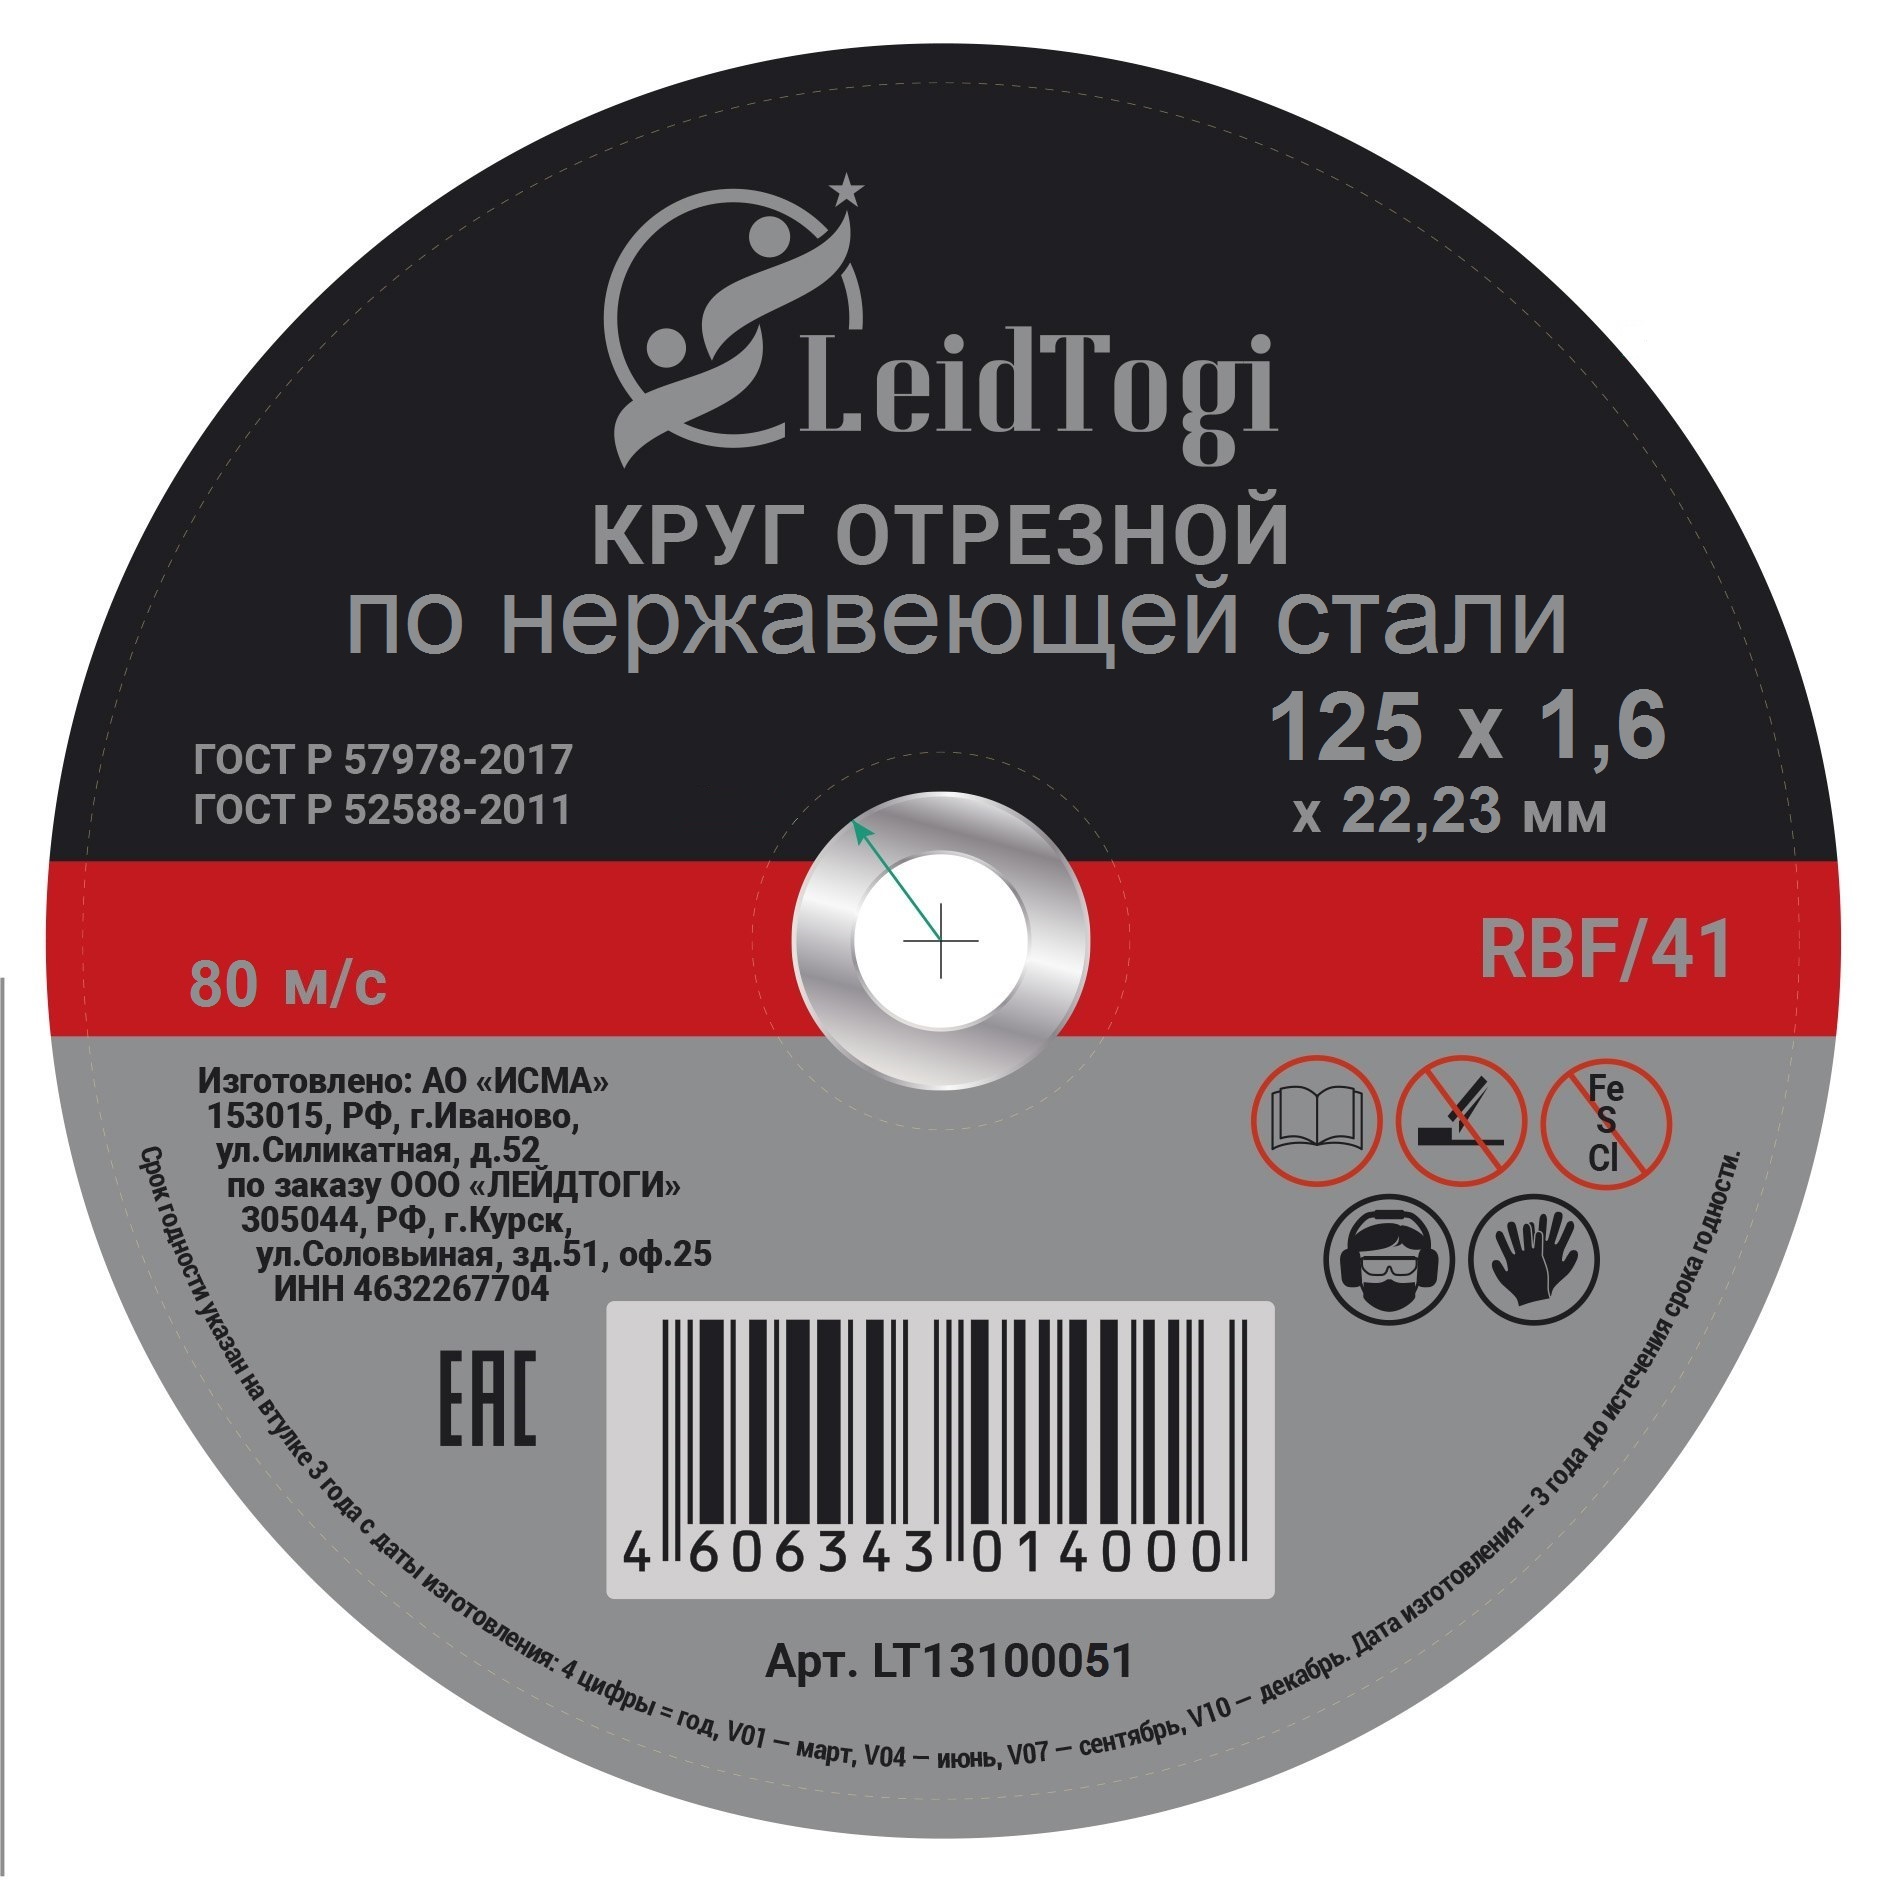 LeidTogi
КРУГ ОТРЕЗНОЙ
по нержавеющей стали
125 x 1,6
x 22,23 мм
ГОСТ Р 57978-2017
ГОСТ Р 52588-2011
80 м/с
RBF/41
Изготовлено: АО «ИСМА»
153015, РФ, г.Иваново,
ул.Силикатная, д.52
по заказу ООО «ЛЕЙДТОГИ»
305044, РФ, г.Курск,
ул.Соловьиная, зд.51, оф.25
ИНН 4632267704
Fe
S
Cl
EAC
4 606343 014000
Арт. LT13100051
Срок годности указан на втулке 3 года с даты изготовления: 4 цифры = год, V01 – март, V04 – июнь, V07 – сентябрь, V10 – декабрь. Дата изготовления = 3 года до истечения срока годности.